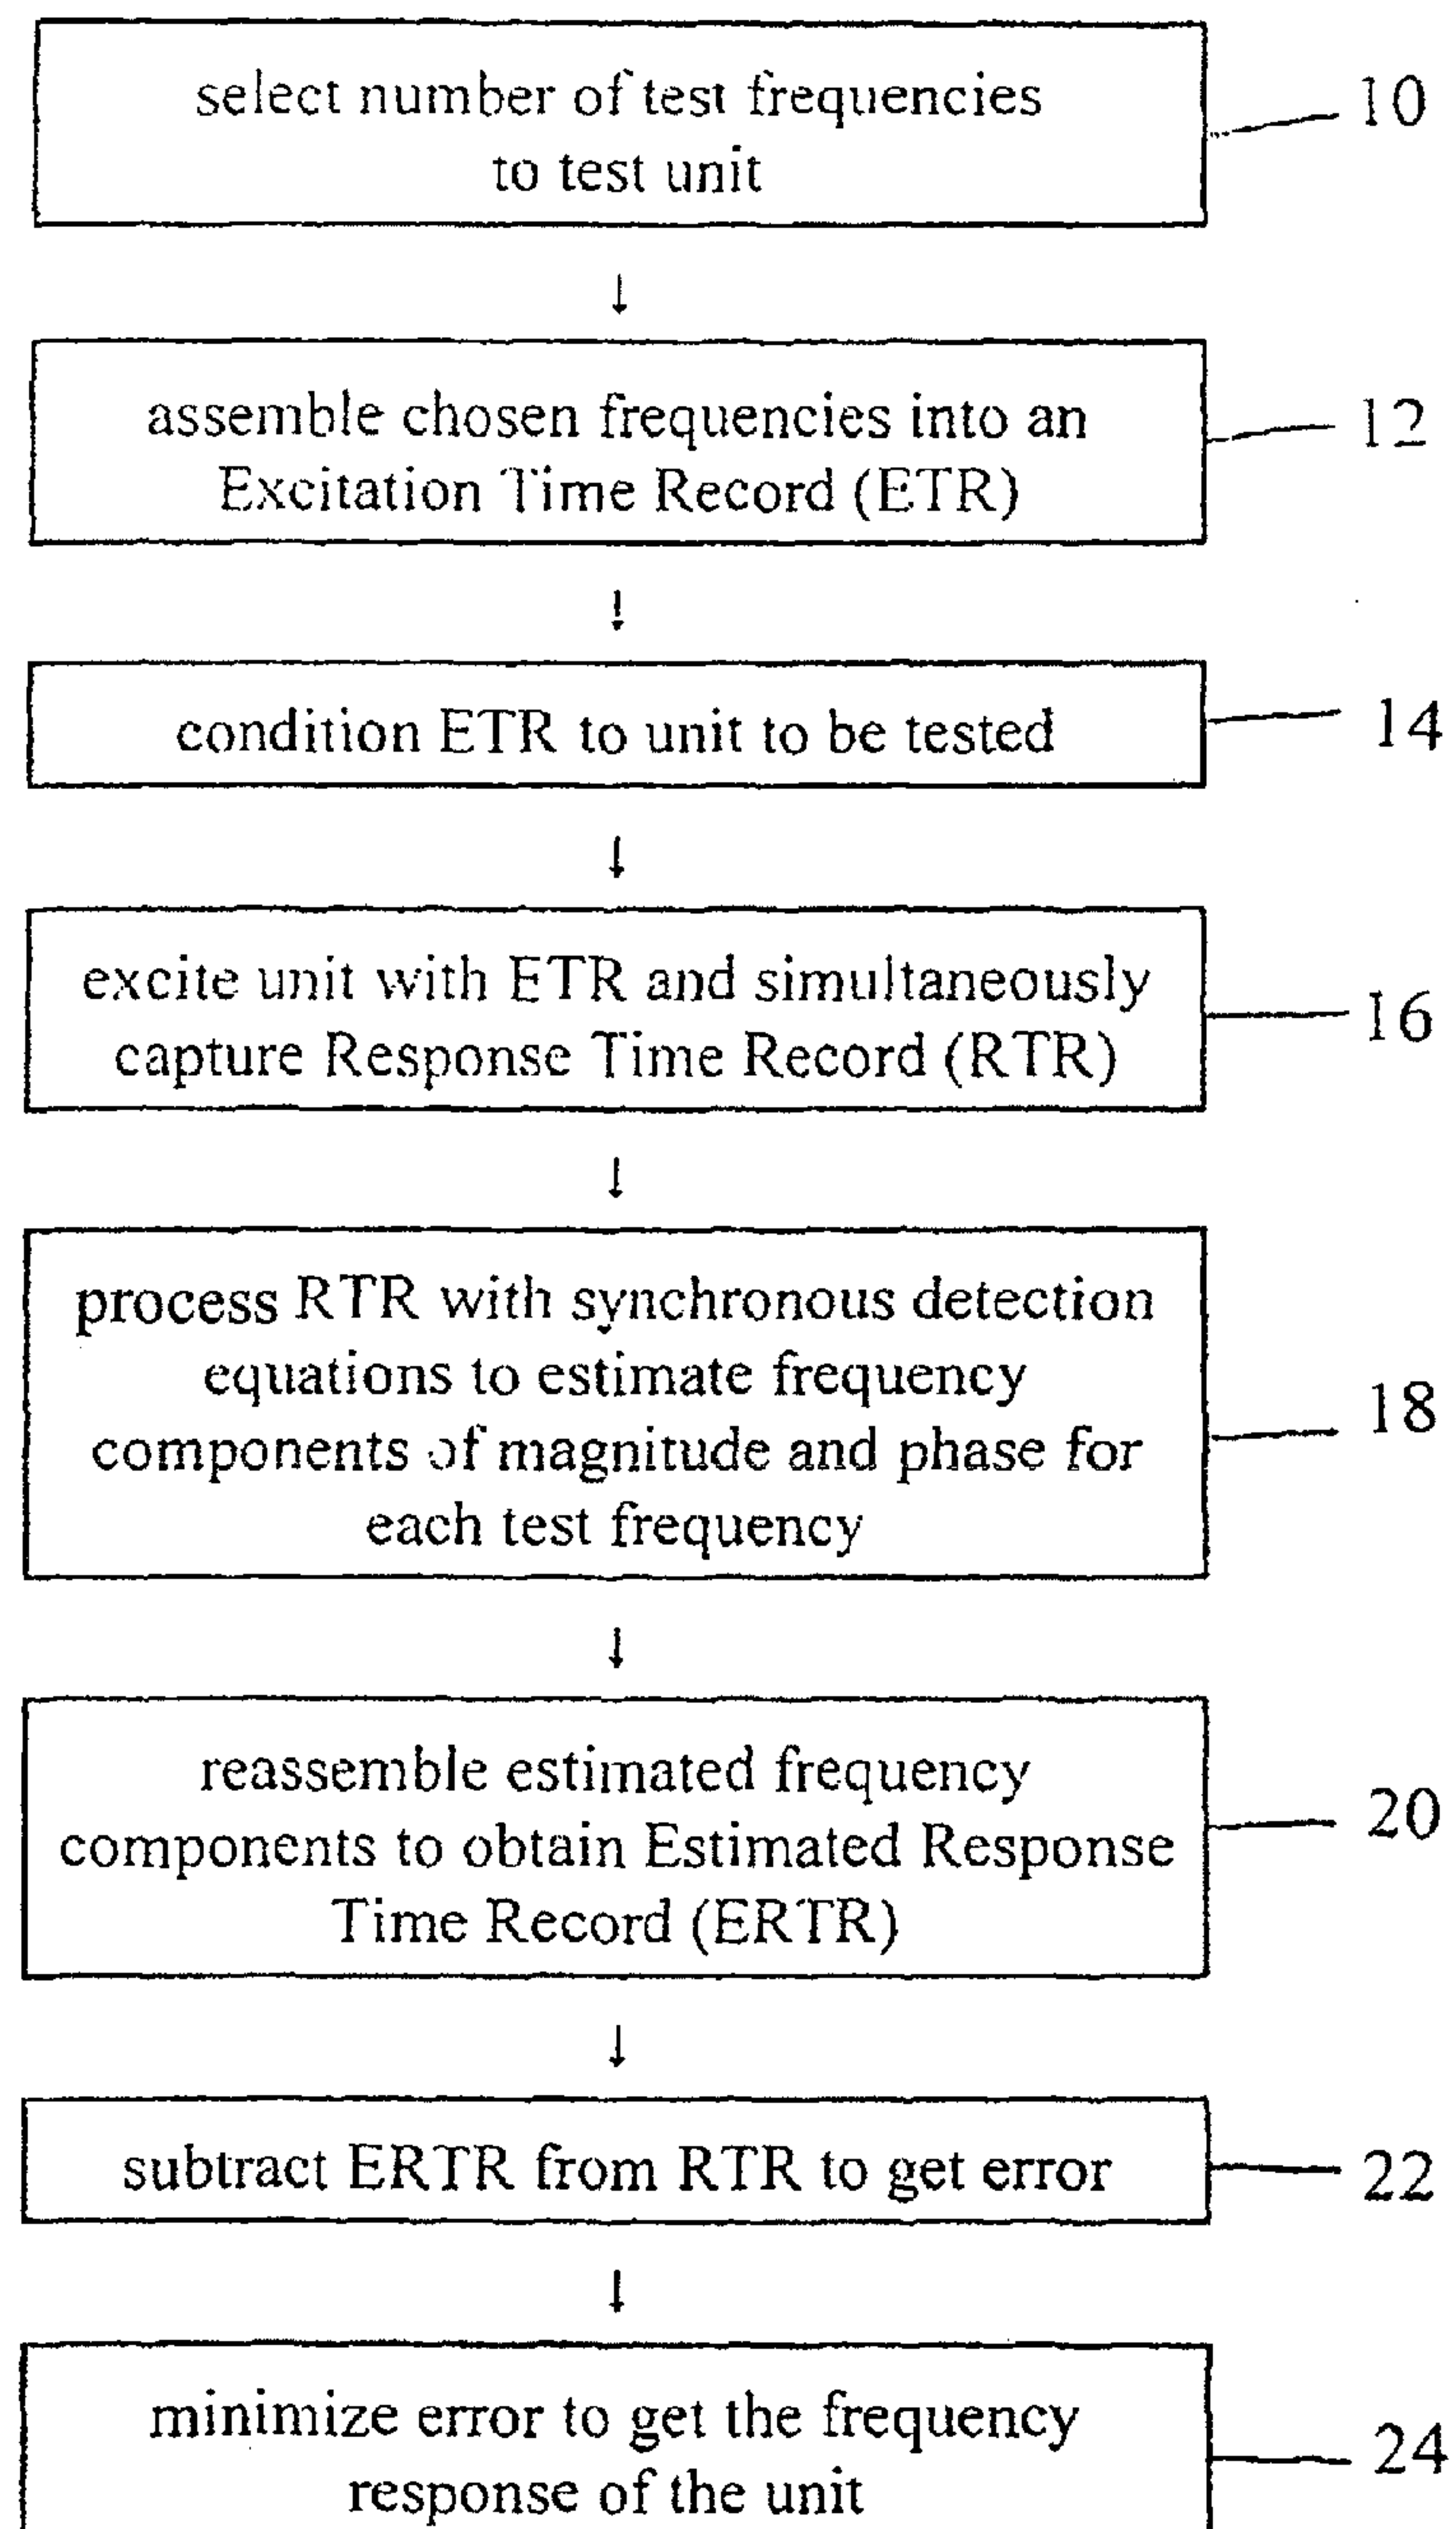 select number of test frequencies
to test unit
10
assemble chosen frequencies into an
Excitation Time Record (ETR)
12
condition ETR to unit to be tested
14
excite unit with ETR and simultaneously
capture Response Time Record (RTR)
16
process RTR with synchronous detection
equations to estimate frequency
components of magnitude and phase for
each test frequency
18
reassemble estimated frequency
components to obtain Estimated Response
Time Record (ERTR)
20
subtract ERTR from RTR to get error
22
minimize error to get the frequency
response of the unit
24